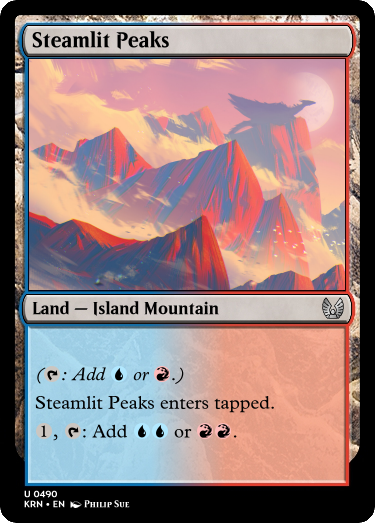 Steamlit Peaks
Land — Island Mountain
(: Add or .)
Steamlit Peaks enters tapped.
1, : Add or .
U 0490
KRN • EN Philip Sue